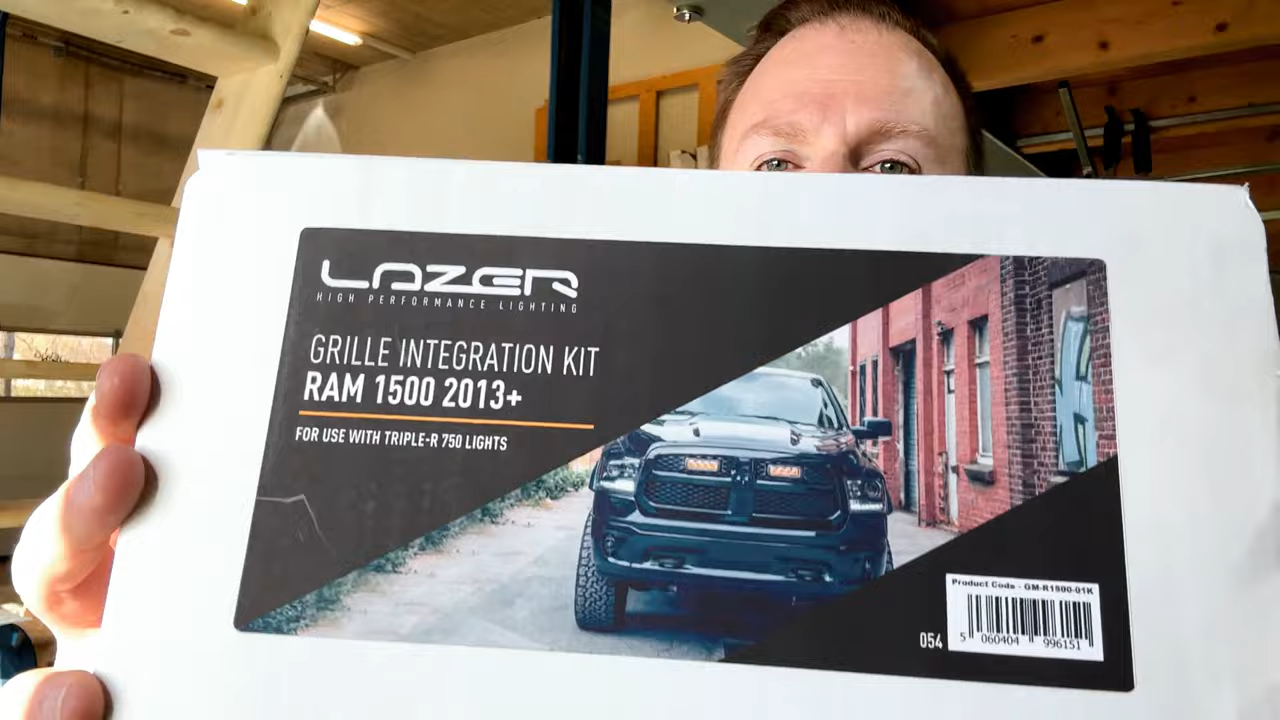 LAZER
HIGH PERFORMANCE LIGHTING
GRILLE INTEGRATION KIT
RAM 1500 2013+
FOR USE WITH TRIPLE-R 750 LIGHTS
Product Code - GM-R1500-01K
054
5 060404 996151